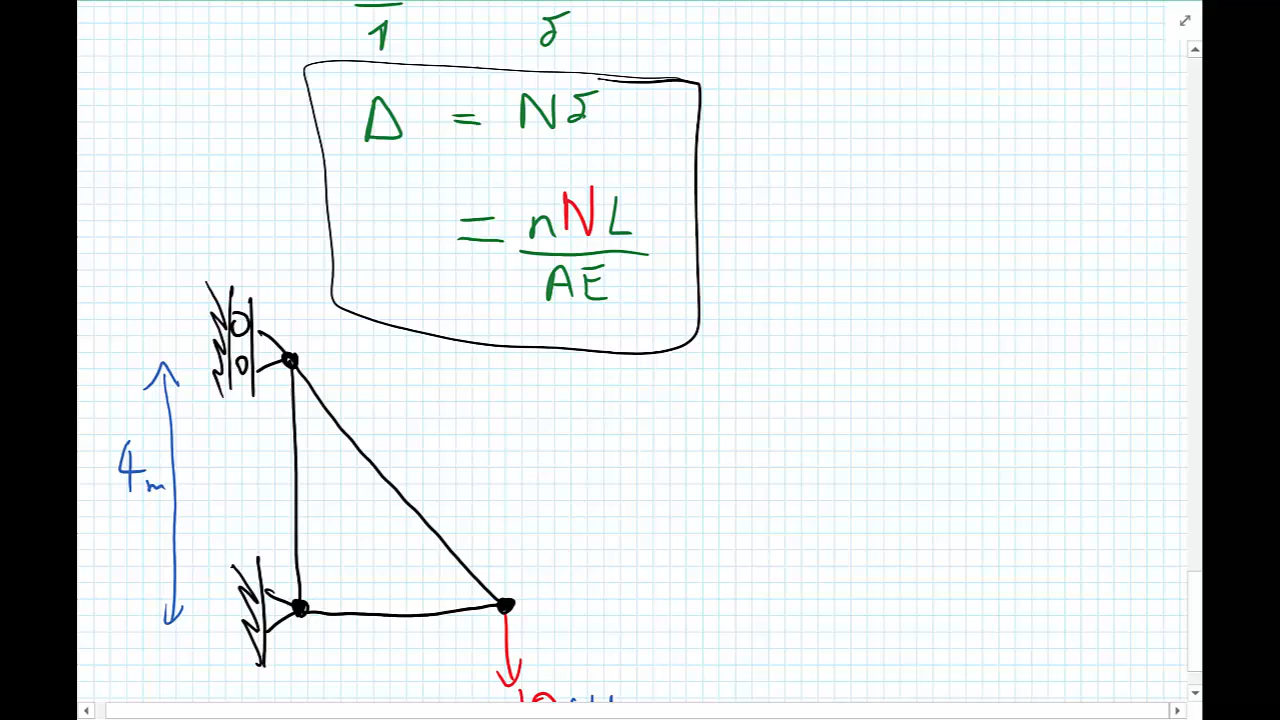 1 δ
Δ = Nδ
= nNL
AE
4m